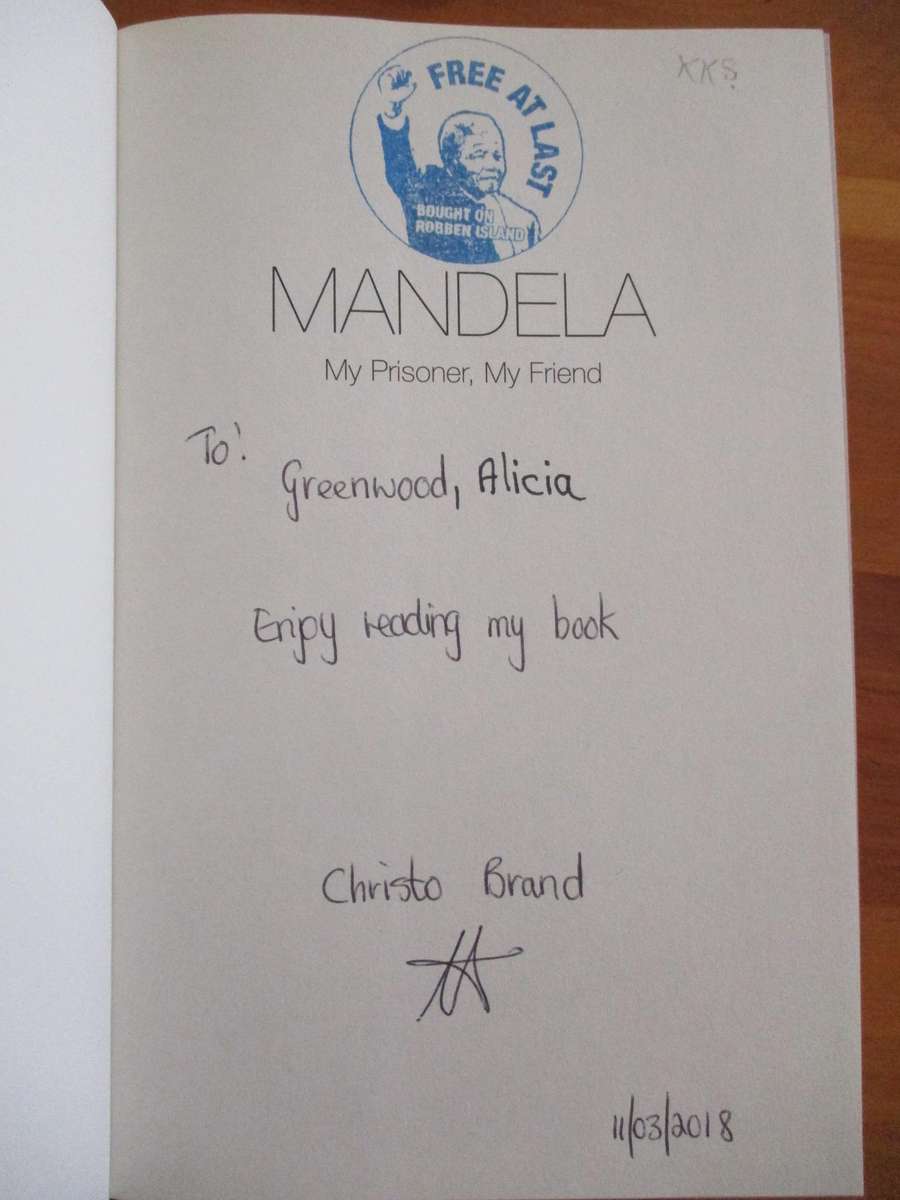 FREE AT LAST
BOUGHT ON
ROBBEN ISLAND
KKS
MANDELA
My Prisoner, My Friend
To:
Greenwood, Alicia
Enjoy reading my book
Christo Brand
11/03/2018